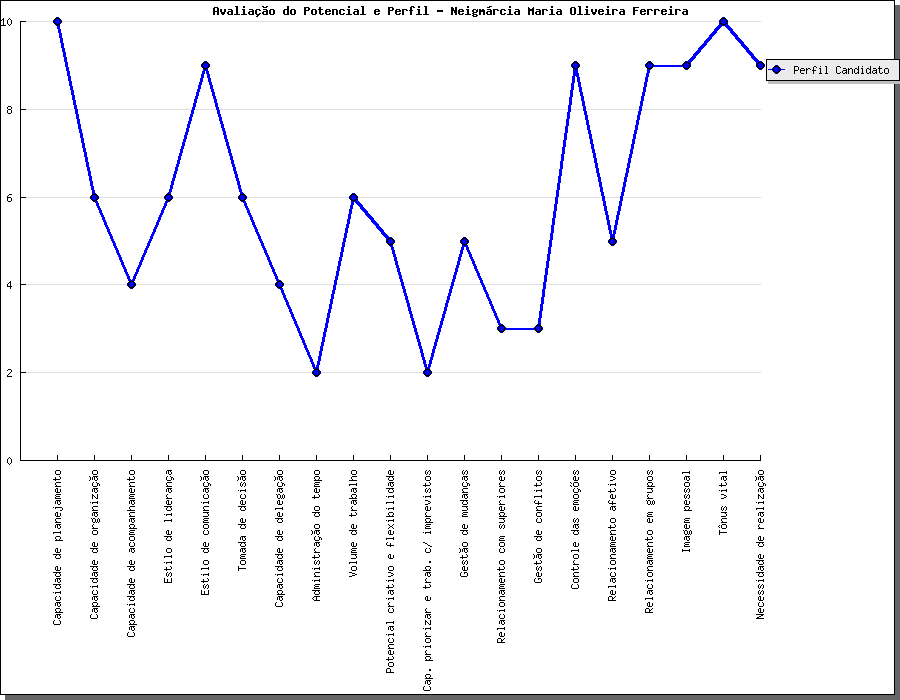 Avaliação do Potencial e Perfil - Neigmárcia Maria Oliveira Ferreira
10
8
6
4
2
0
Perfil Candidato
Capacidade de planejamento
Capacidade de organização
Capacidade de acompanhamento
Estilo de liderança
Estilo de comunicação
Tomada de decisão
Capacidade de delegação
Administração do tempo
Volume de trabalho
Potencial criativo e flexibilidade
Cap. priorizar e trab. c/ imprevistos
Gestão de mudanças
Relacionamento com superiores
Gestão de conflitos
Controle das emoções
Relacionamento afetivo
Relacionamento em grupos
Imagem pessoal
Tônus vital
Necessidade de realização